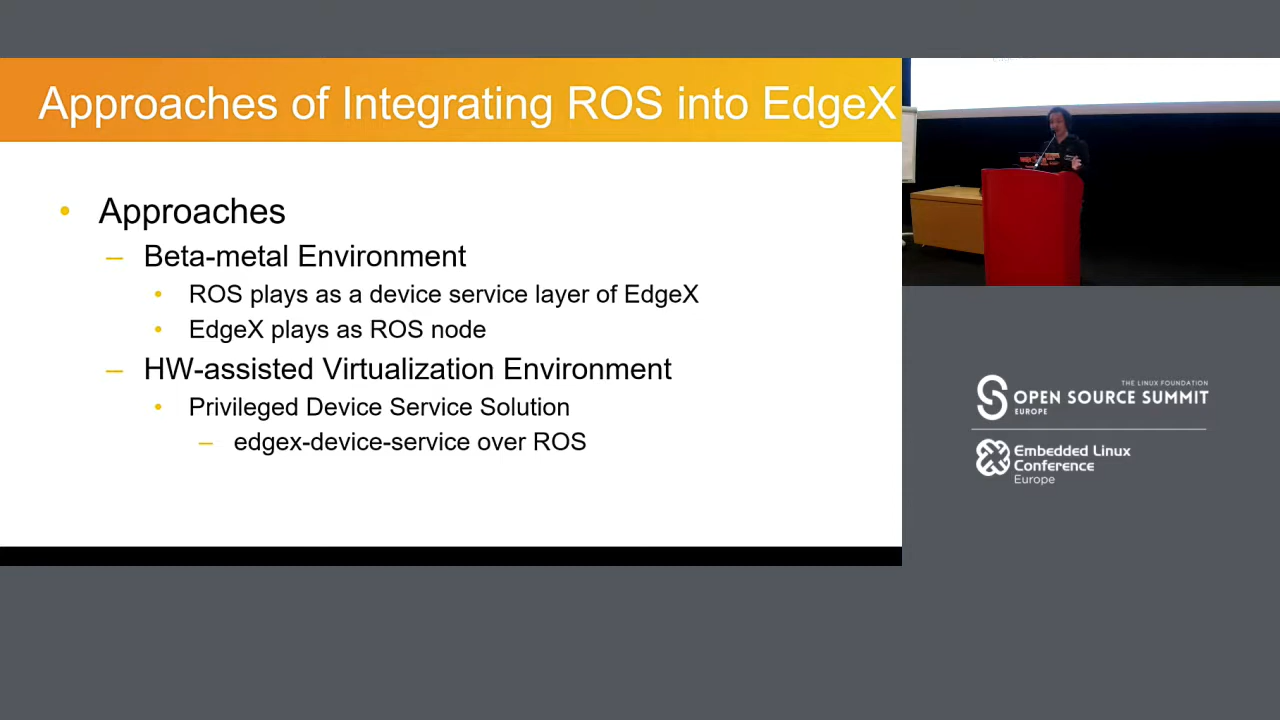 Approaches of Integrating ROS into EdgeX
• Approaches
– Beta-metal Environment
• ROS plays as a device service layer of EdgeX
• EdgeX plays as ROS node
– HW-assisted Virtualization Environment
• Privileged Device Service Solution
– edgex-device-service over ROS
THE LINUX FOUNDATION
OPEN SOURCE SUMMIT
EUROPE
Embedded Linux
Conference
Europe